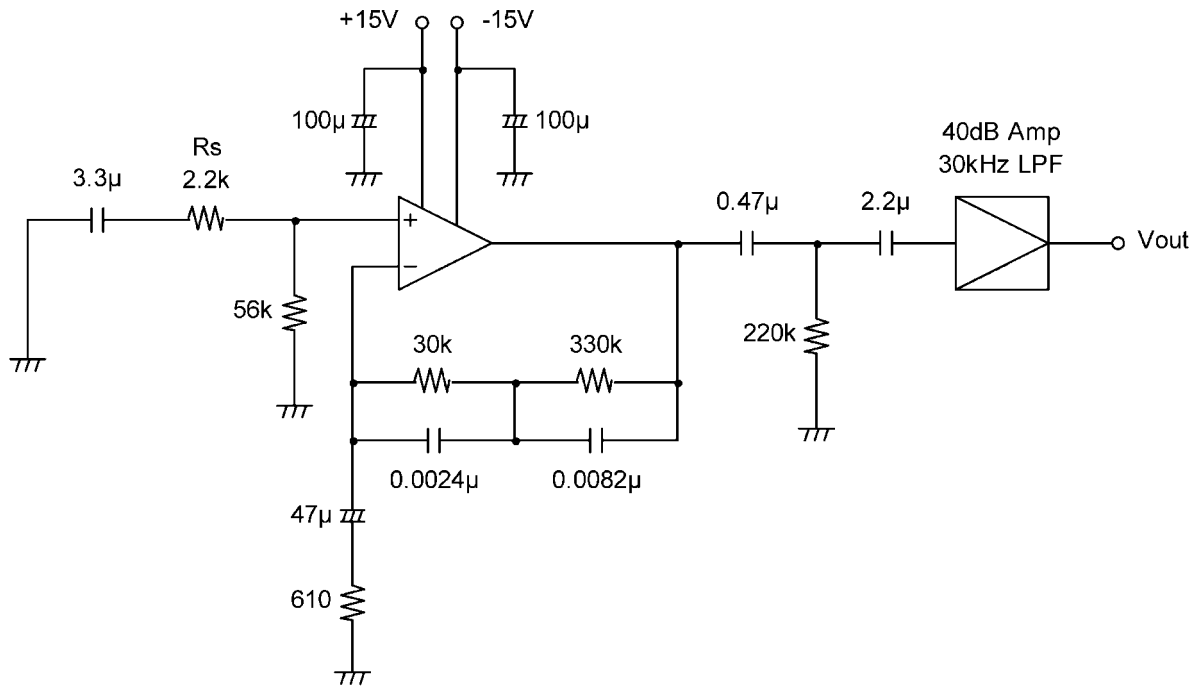 +15V
-15V
100μ
100μ
Rs
2.2k
3.3μ
40dB Amp
30kHz LPF
0.47μ
2.2μ
+
−
Vout
56k
220k
30k
330k
0.0024μ
0.0082μ
47μ
610